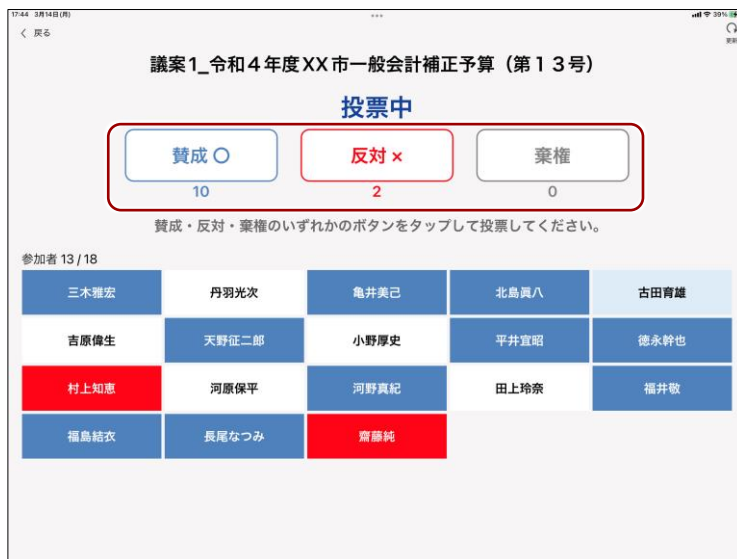 17:44 3月14日(月)
39%
く 戻る
更新
議案1_令和4年度XX市一般会計補正予算（第13号）
投票中
賛成 〇 反対 × 棄権
10 2 0
賛成・反対・棄権のいずれかのボタンをタップして投票してください。
参加者 13 / 18
三木雅宏 丹羽光次 亀井美己 北島眞八 古田育雄
吉原偉生 天野征二郎 小野厚史 平井宜昭 徳永幹也
村上知恵 河原保平 河野真紀 田上玲奈 福井敬
福島結衣 長尾なつみ 齋藤純